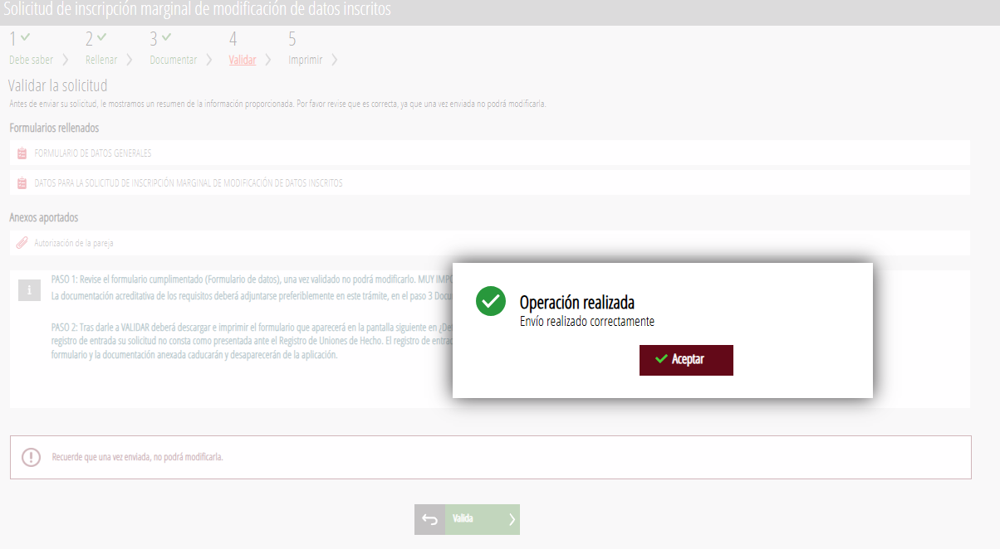 Solicitud de inscripción marginal de modificación de datos inscritos
1 2 3 4 5
Debe saber Rellenar Documentar Validar Imprimir
Validar la solicitud
Antes de enviar su solicitud, le mostramos un resumen de la información proporcionada. Por favor revise que es correcta, ya que una vez enviada no podrá modificarla.
Formularios rellenados
FORMULARIO DE DATOS GENERALES
DATOS PARA LA SOLICITUD DE INSCRIPCIÓN MARGINAL DE MODIFICACIÓN DE DATOS INSCRITOS
Anexos aportados
Autorización de la pareja
PASO 1: Revise el formulario cumplimentado (Formulario de datos), una vez validado no podrá modificarlo. MUY
La documentación acreditativa de los requisitos deberá adjuntarse preferiblemente en este trámite, en el paso 3
PASO 2: Tras darle a VALIDAR deberá descargar e imprimir el formulario que aparecerá en la pantalla siguiente en
registro de entrada su solicitud no consta como presentada ante el Registro de Uniones de Hecho. El registro de
formulario y la documentación anexada caducarán y desaparecerán de la aplicación.
Operación realizada
Envío realizado correctamente
Aceptar
Recuerde que una vez enviada, no podrá modificarla.
Valida